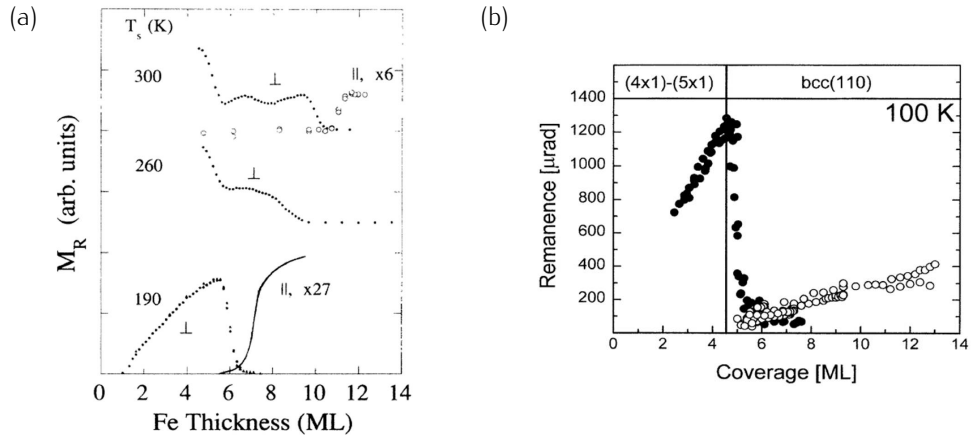 (a)
T_s (K)
300
⊥
||, x6
260
⊥
190
⊥
||, x27
M_R (arb. units)
0 2 4 6 8 10 12 14
Fe Thickness (ML)
(b)
(4x1)-(5x1) bcc(110)
100 K
1400
1200
1000
800
600
400
200
Remanence [μrad]
0 2 4 6 8 10 12 14
Coverage [ML]